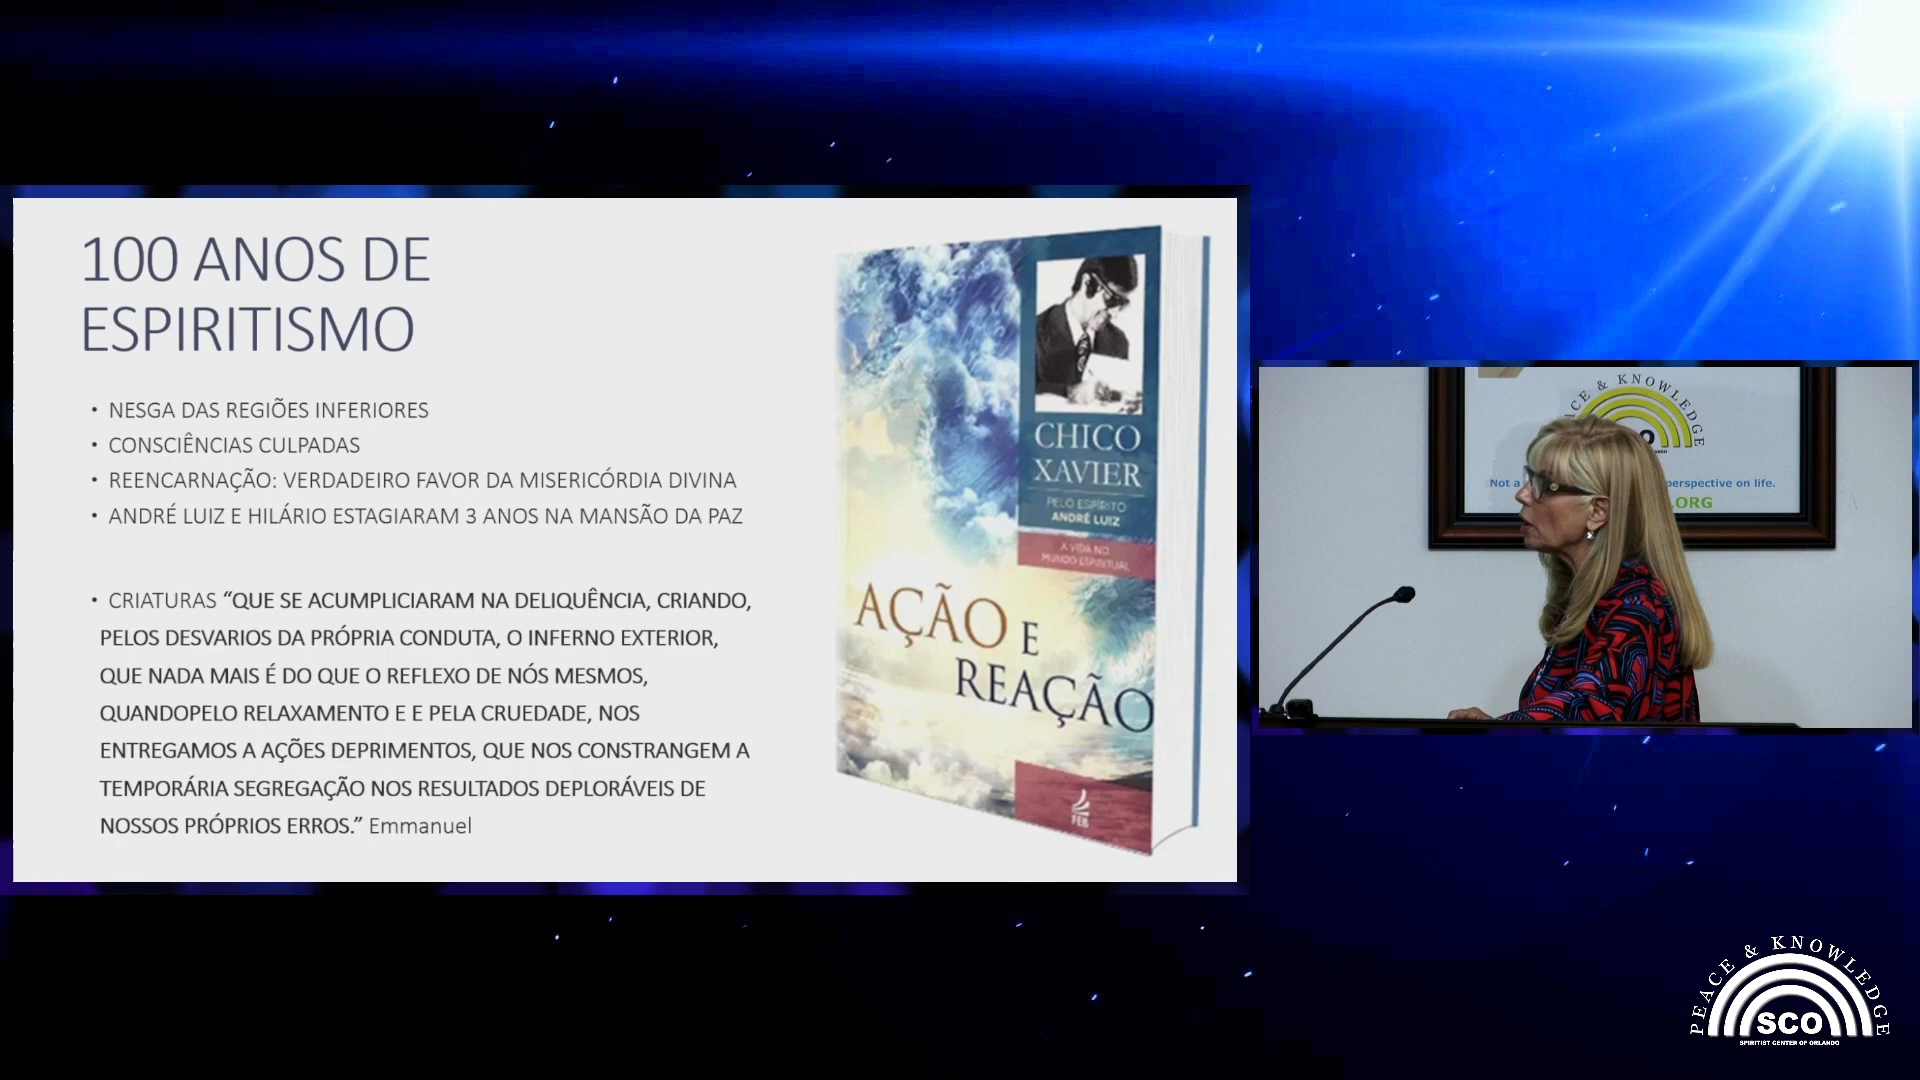 100 ANOS DE
ESPIRITISMO
• NESGA DAS REGIÕES INFERIORES
• CONSCIÊNCIAS CULPADAS
• REENCARNAÇÃO: VERDADEIRO FAVOR DA MISERICÓRDIA DIVINA
• ANDRÉ LUIZ E HILÁRIO ESTAGIARAM 3 ANOS NA MANSÃO DA PAZ
• CRIATURAS “QUE SE ACUMPLICIARAM NA DELIQUÊNCIA, CRIANDO,
PELOS DESVARIOS DA PRÓPRIA CONDUTA, O INFERNO EXTERIOR,
QUE NADA MAIS É DO QUE O REFLEXO DE NÓS MESMOS,
QUANDOPELO RELAXAMENTO E E PELA CRUEDADE, NOS
ENTREGAMOS A AÇÕES DEPRIMENTOS, QUE NOS CONSTRANGEM A
TEMPORÁRIA SEGREGAÇÃO NOS RESULTADOS DEPLORÁVEIS DE
NOSSOS PRÓPRIOS ERROS.” Emmanuel
CHICO
XAVIER
PELO ESPÍRITO
ANDRÉ LUIZ
A VIDA NO
MUNDO ESPIRITUAL
AÇÃO E
REAÇÃO
FEB
& KNOWLEDGE
Not a
perspective on life.
.ORG
PEACE & KNOWLEDGE
SCO
SPIRITIST CENTER OF ORLANDO